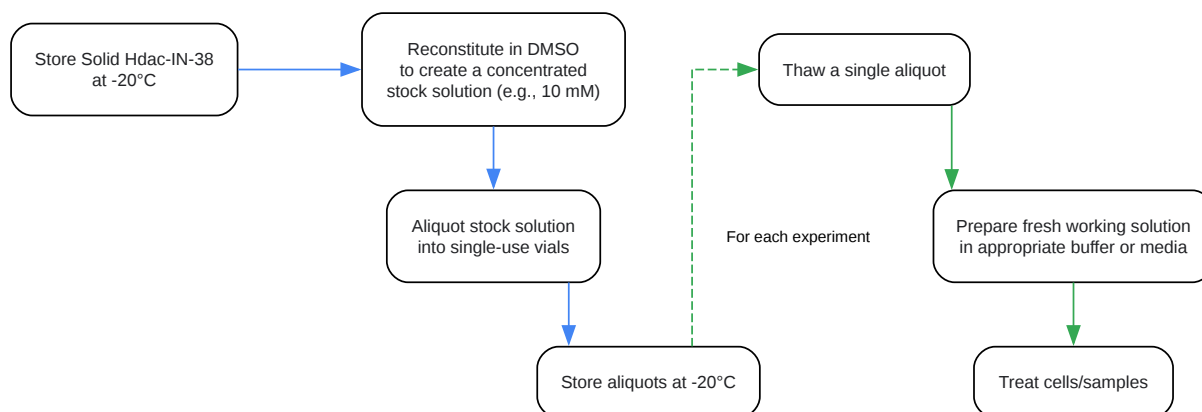 Store Solid Hdac-IN-38
at -20°C
Reconstitute in DMSO
to create a concentrated
stock solution (e.g., 10 mM)
Aliquot stock solution
into single-use vials
Store aliquots at -20°C
For each experiment
Thaw a single aliquot
Prepare fresh working solution
in appropriate buffer or media
Treat cells/samples